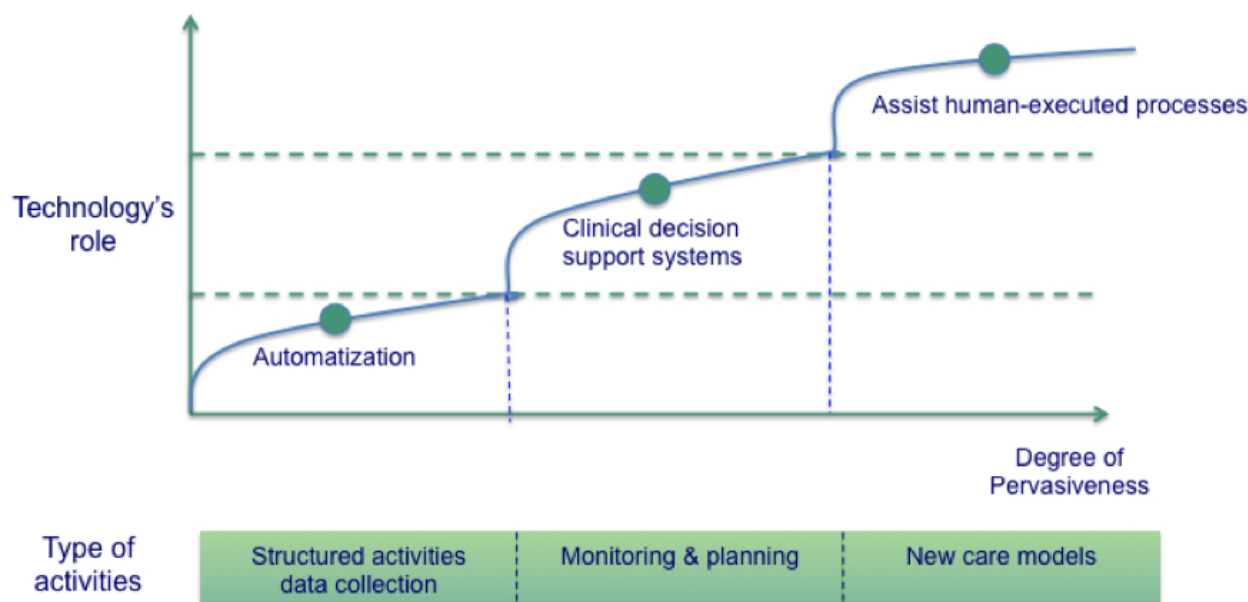 Assist human-executed processes
Technology's
role
Clinical decision
support systems
Automatization
Degree of
Pervasiveness
Type of
activities
Structured activities
data collection
Monitoring & planning
New care models